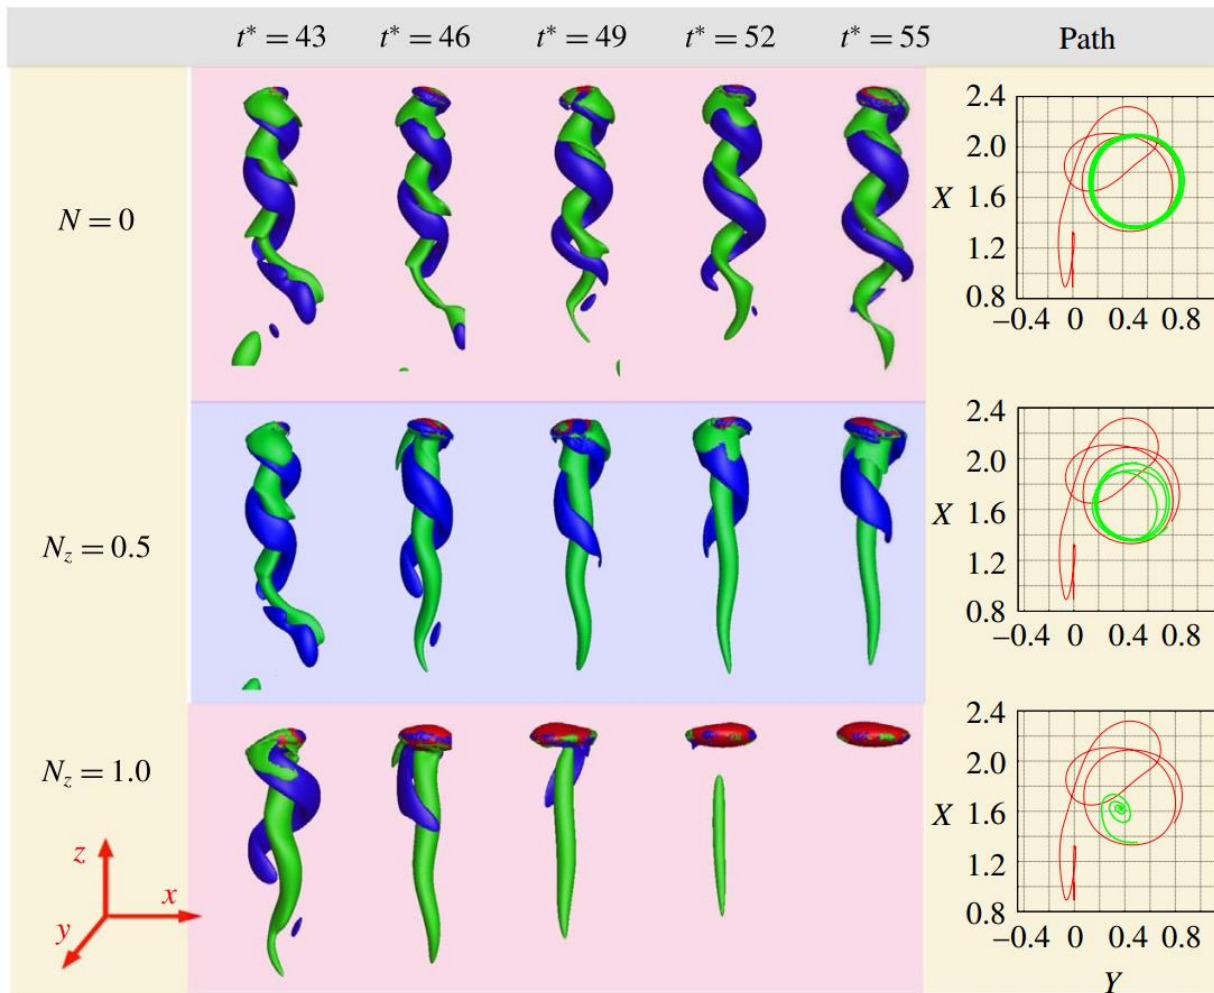 t* = 43 t* = 46 t* = 49 t* = 52 t* = 55 Path
N = 0
2.4
2.0
X 1.6
1.2
0.8
−0.4 0 0.4 0.8
N_z = 0.5
2.4
2.0
X 1.6
1.2
0.8
−0.4 0 0.4 0.8
N_z = 1.0
2.4
2.0
X 1.6
1.2
0.8
−0.4 0 0.4 0.8
Y
z
x
y